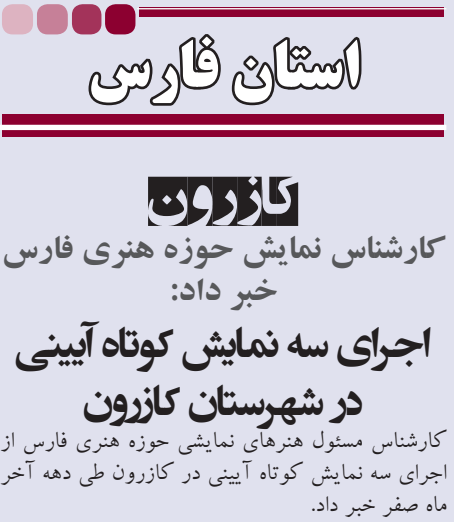 استان فارس
کازرون
کارشناس نمایش حوزه هنری فارس
خبر داد:
اجرای سه نمایش کوتاه آیینی
در شهرستان کازرون
کارشناس مسئول هنرهای نمایشی حوزه هنری فارس از
اجرای سه نمایش کوتاه آیینی در کازرون طی دهه آخر
ماه صفر خبر داد.